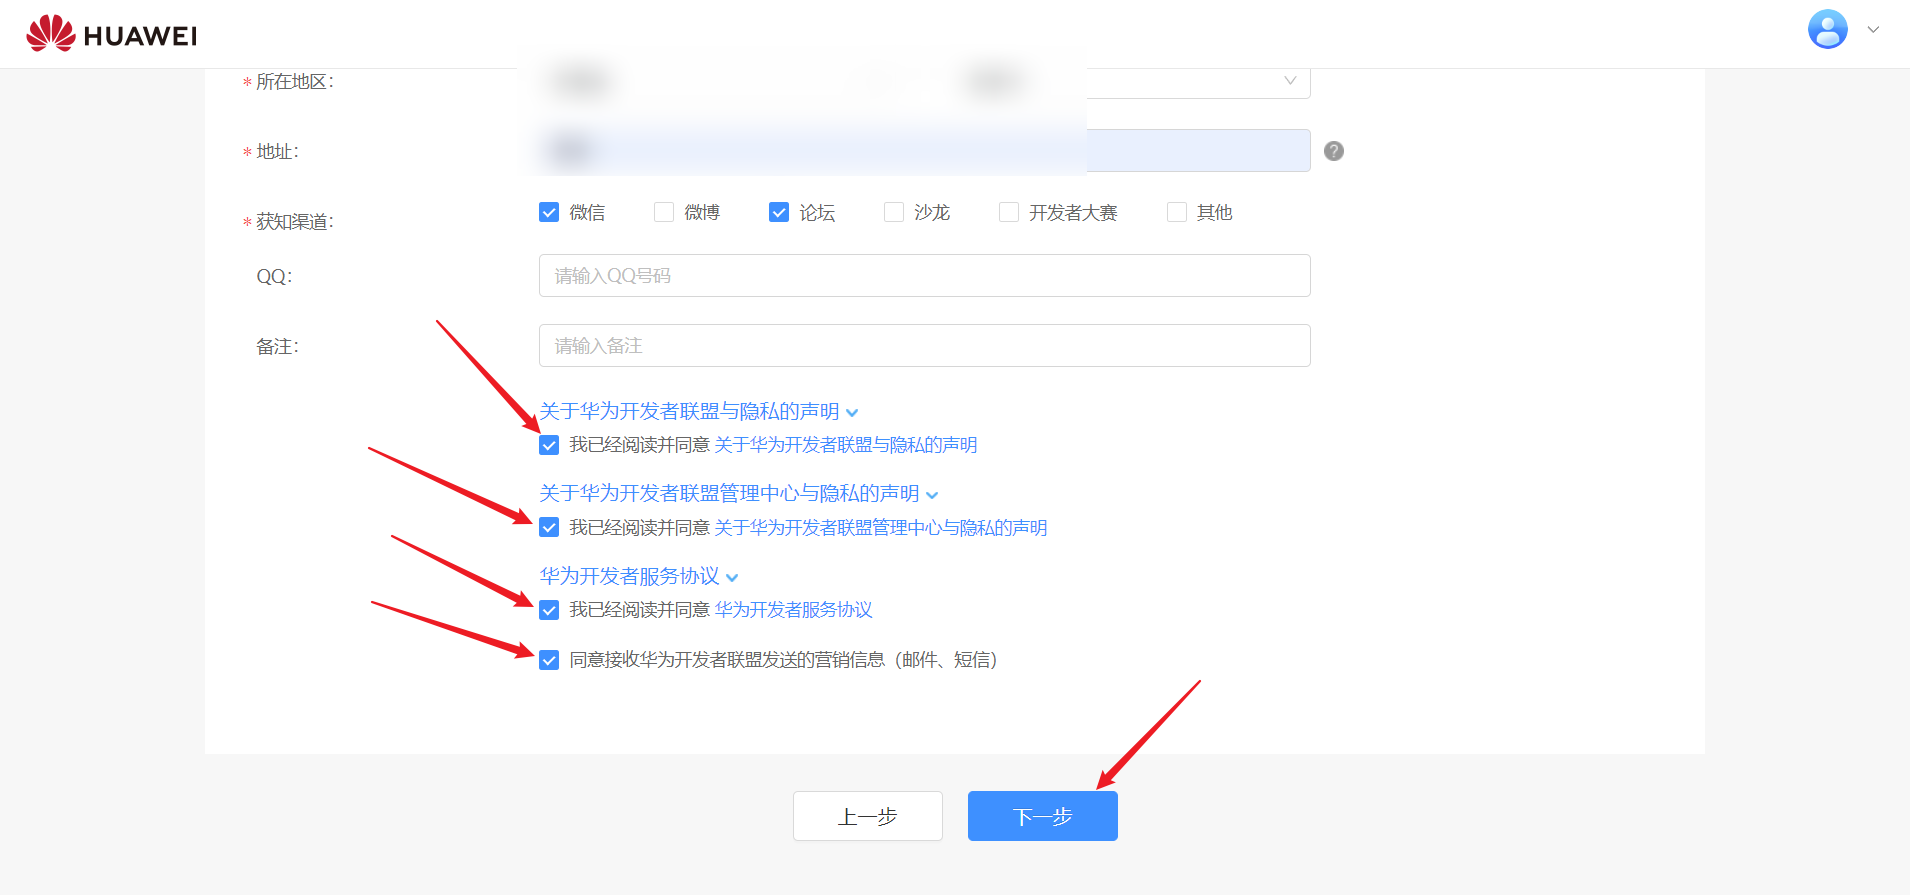 HUAWEI
* 所在地区：
* 地址：
?
* 获知渠道：
微信 微博 论坛 沙龙 开发者大赛 其他
QQ：
请输入QQ号码
备注：
请输入备注
关于华为开发者联盟与隐私的声明
我已经阅读并同意 关于华为开发者联盟与隐私的声明
关于华为开发者联盟管理中心与隐私的声明
我已经阅读并同意 关于华为开发者联盟管理中心与隐私的声明
华为开发者服务协议
我已经阅读并同意 华为开发者服务协议
同意接收华为开发者联盟发送的营销信息（邮件、短信）
上一步 下一步